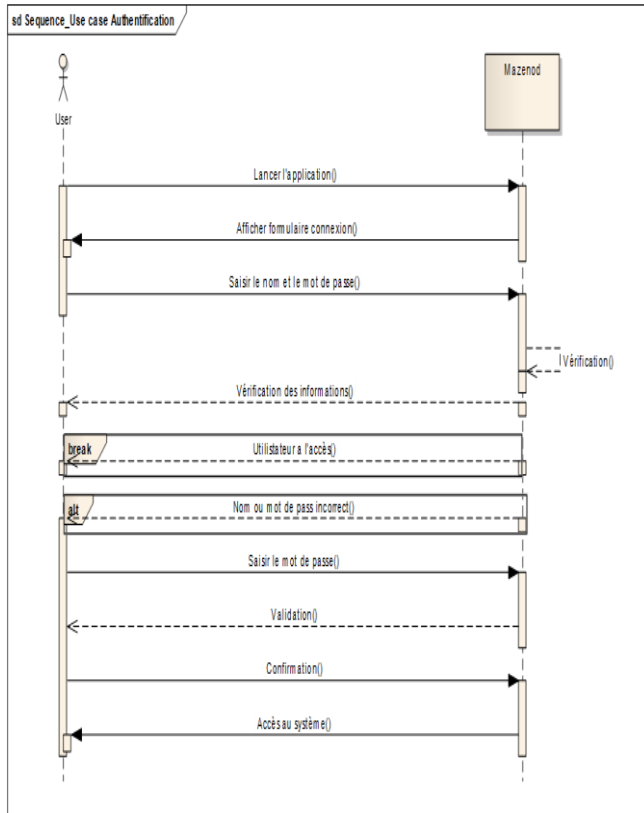 sd Sequence_Use case Authentification
Mazenod
User
Lancer l'application()
Afficher formulaire connexion()
Saisir le nom et le mot de passe()
Vérification()
Vérification des informations()
break
Utilistateur a l'accès()
alt
Nom ou mot de pass incorrect()
Saisir le mot de passe()
Validation()
Confirmation()
Accès au système()